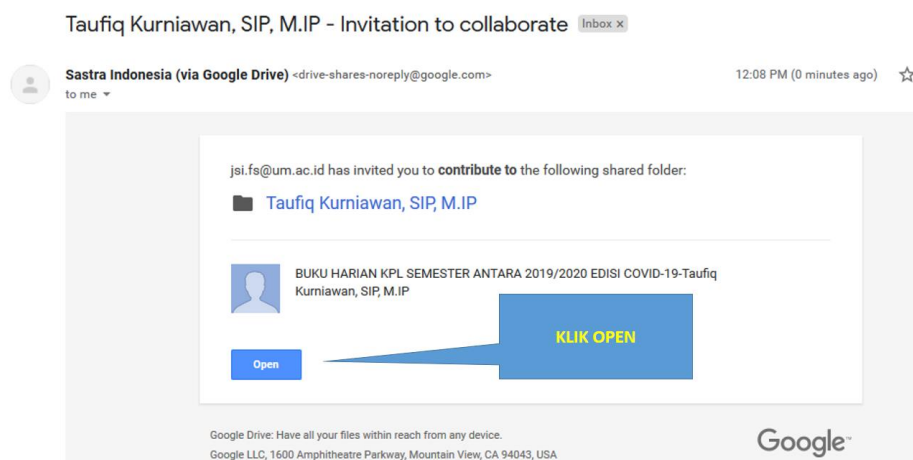 Taufiq Kurniawan, SIP, M.IP - Invitation to collaborate Inbox x
Sastra Indonesia (via Google Drive) <drive-shares-noreply@google.com> 12:08 PM (0 minutes ago)
to me
jsi.fs@um.ac.id has invited you to contribute to the following shared folder:
Taufiq Kurniawan, SIP, M.IP
BUKU HARIAN KPL SEMESTER ANTARA 2019/2020 EDISI COVID-19-Taufiq
Kurniawan, SIP, M.IP
KLIK OPEN
Open
Google Drive: Have all your files within reach from any device.
Google LLC, 1600 Amphitheatre Parkway, Mountain View, CA 94043, USA
Google